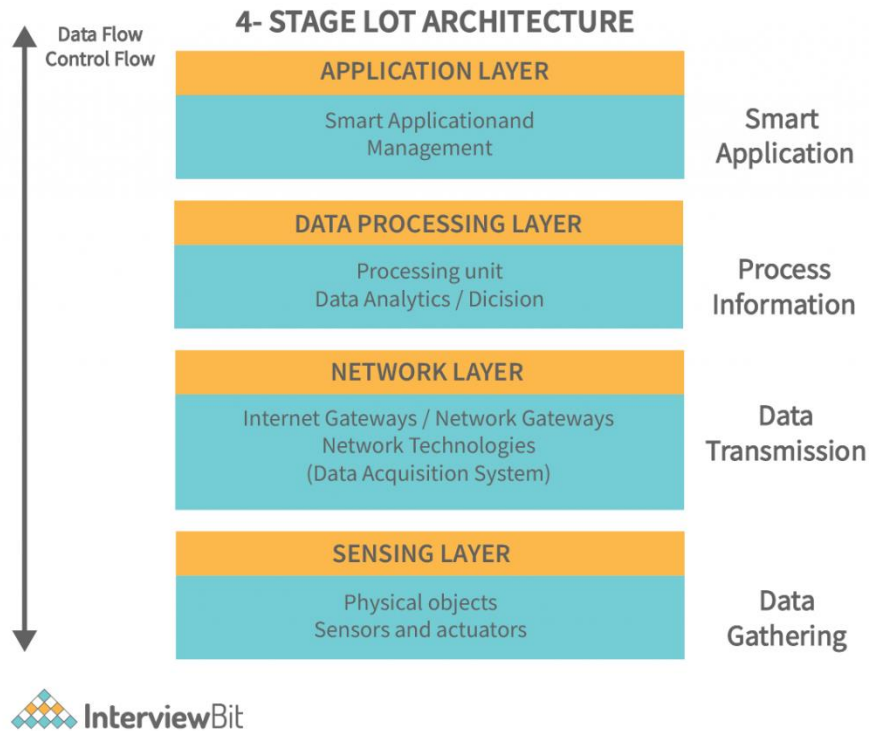 4- STAGE LOT ARCHITECTURE
Data Flow
Control Flow
APPLICATION LAYER
Smart Applicationand
Management
Smart
Application
DATA PROCESSING LAYER
Processing unit
Data Analytics / Dicision
Process
Information
NETWORK LAYER
Internet Gateways / Network Gateways
Network Technologies
(Data Acquisition System)
Data
Transmission
SENSING LAYER
Physical objects
Sensors and actuators
Data
Gathering
InterviewBit